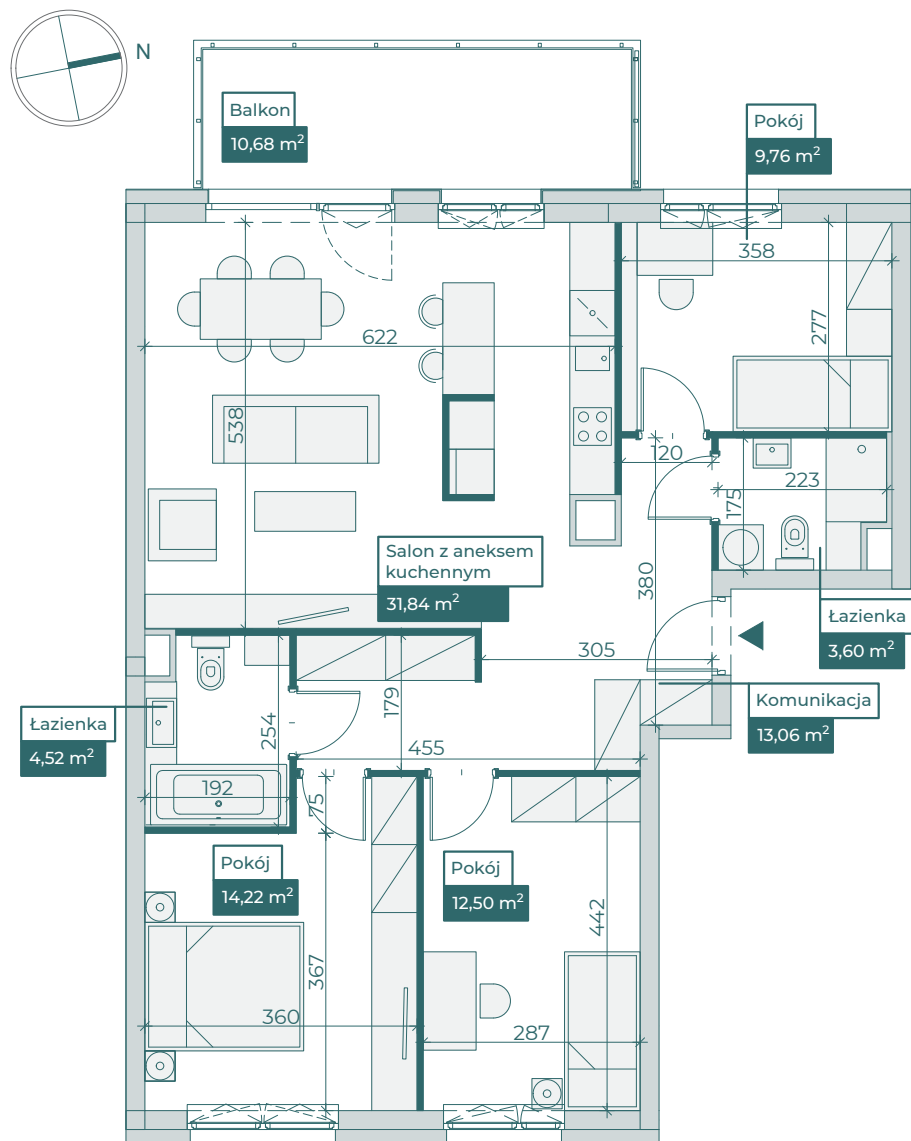 N
Balkon
10,68 m²
Pokój
9,76 m²
358
277
622
538
120
223
175
Salon z aneksem
kuchennym
31,84 m²
380
Łazienka
3,60 m²
305
Komunikacja
13,06 m²
179
254
Łazienka
4,52 m²
455
192
75
Pokój
14,22 m²
Pokój
12,50 m²
442
367
360
287